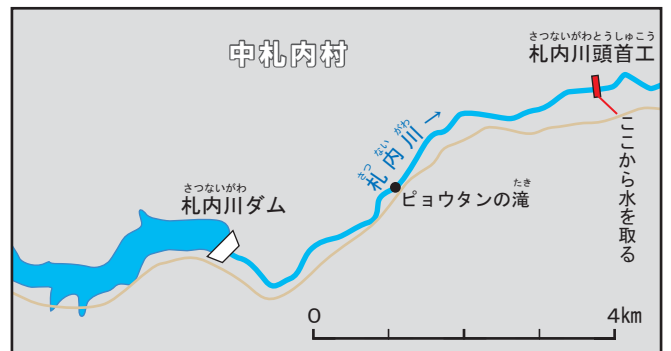 中札内村
さつないがわとうしゅこう
札内川頭首工
さつ ない がわ
札内川→
さつないがわ
札内川ダム
たき
ピョウタンの滝
ここから水を取る
0 4km